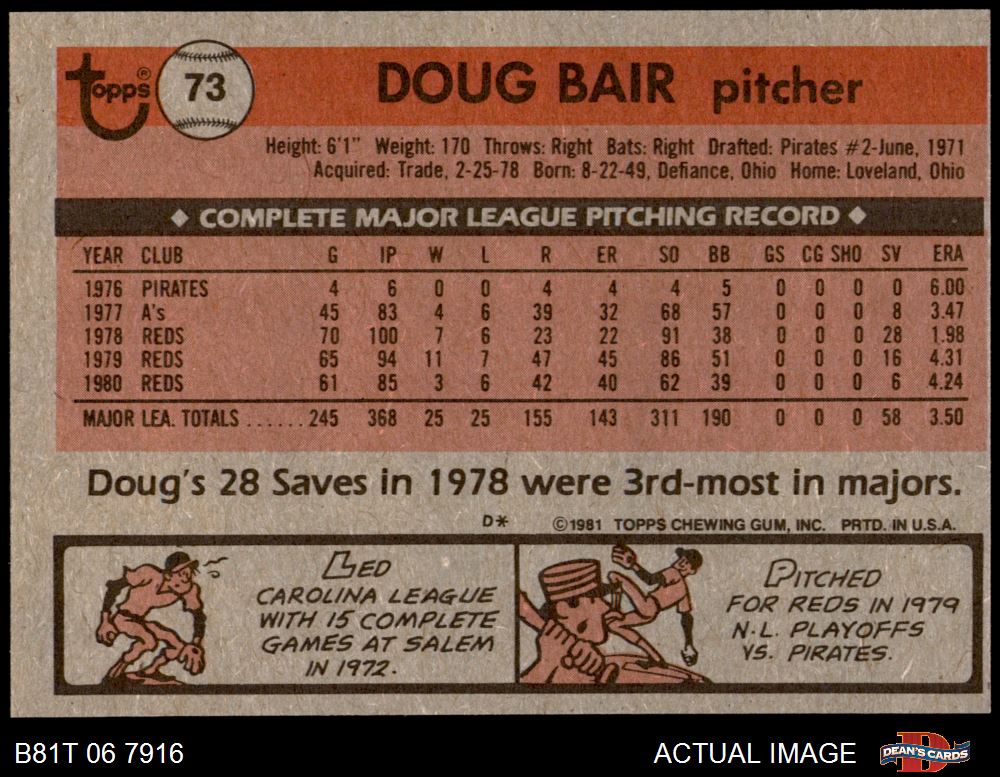 topps® 73 DOUG BAIR pitcher
Height: 6'1" Weight: 170 Throws: Right Bats: Right Drafted: Pirates #2-June, 1971
Acquired: Trade, 2-25-78 Born: 8-22-49, Defiance, Ohio Home: Loveland, Ohio
◆ COMPLETE MAJOR LEAGUE PITCHING RECORD ◆
YEAR CLUB G IP W L R ER SO BB GS CG SHO SV ERA
1976 PIRATES 4 6 0 0 4 4 4 5 0 0 0 0 6.00
1977 A's 45 83 4 6 39 32 68 57 0 0 0 8 3.47
1978 REDS 70 100 7 6 23 22 91 38 0 0 0 28 1.98
1979 REDS 65 94 11 7 47 45 86 51 0 0 0 16 4.31
1980 REDS 61 85 3 6 42 40 62 39 0 0 0 6 4.24
MAJOR LEA. TOTALS ...... 245 368 25 25 155 143 311 190 0 0 0 58 3.50
Doug's 28 Saves in 1978 were 3rd-most in majors.
D* ©1981 TOPPS CHEWING GUM, INC. PRTD. IN U.S.A.
LED
CAROLINA LEAGUE
WITH 15 COMPLETE
GAMES AT SALEM
IN 1972.
PITCHED
FOR REDS IN 1979
N.L. PLAYOFFS
VS. PIRATES.
B81T 06 7916 ACTUAL IMAGE DEAN'S CARDS